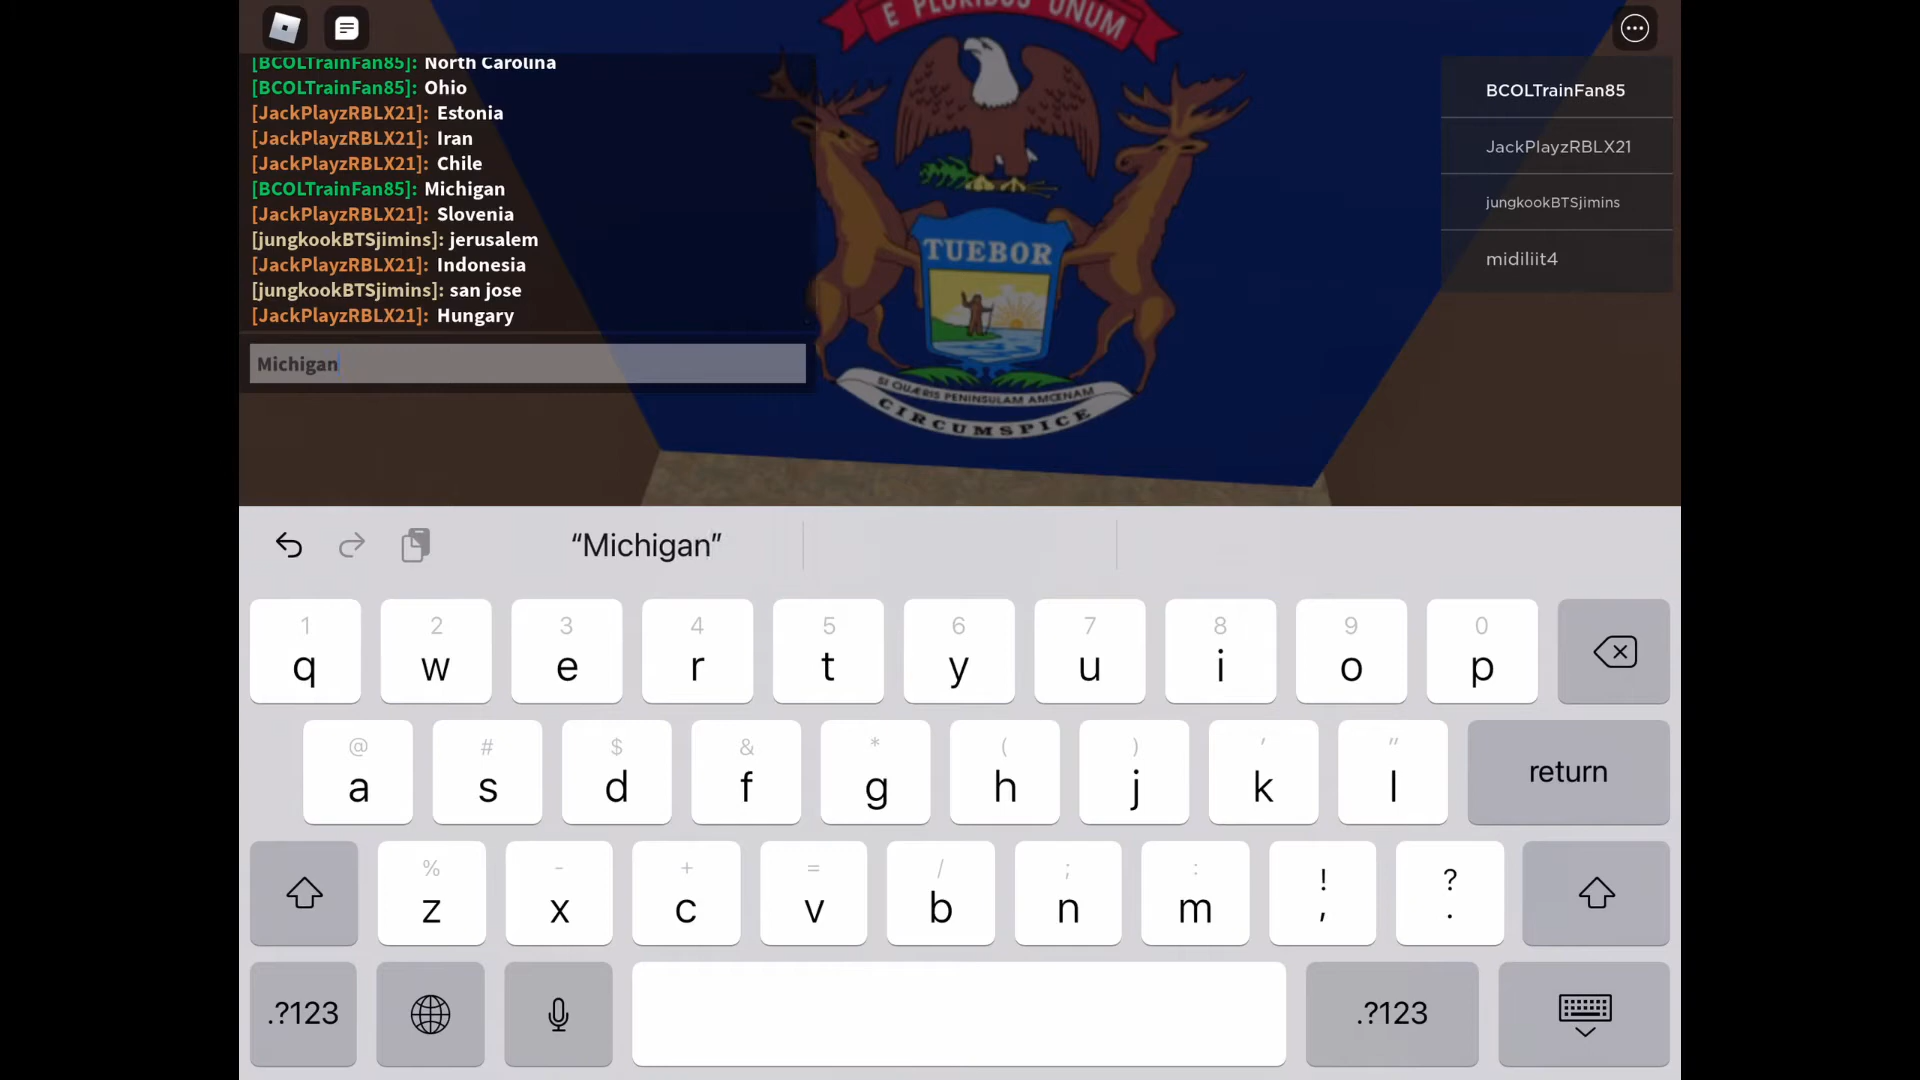 E PLURIBUS UNUM
[BCOLTrainFan85]: North Carolina
[BCOLTrainFan85]: Ohio
[JackPlayzRBLX21]: Estonia
[JackPlayzRBLX21]: Iran
[JackPlayzRBLX21]: Chile
[BCOLTrainFan85]: Michigan
[JackPlayzRBLX21]: Slovenia
[jungkookBTSjimins]: jerusalem
[JackPlayzRBLX21]: Indonesia
[jungkookBTSjimins]: san jose
[JackPlayzRBLX21]: Hungary
Michigan
BCOLTrainFan85
JackPlayzRBLX21
jungkookBTSjimins
midiliit4
TUEBOR
SI QUÆRIS PENINSULAM AMŒNAM
CIRCUMSPICE
“Michigan”
1 2 3 4 5 6 7 8 9 0
q w e r t y u i o p
@ # $ & * ( ) ' "
a s d f g h j k l return
% - + = / ; : ! ?
z x c v b n m , .
.?123 .?123